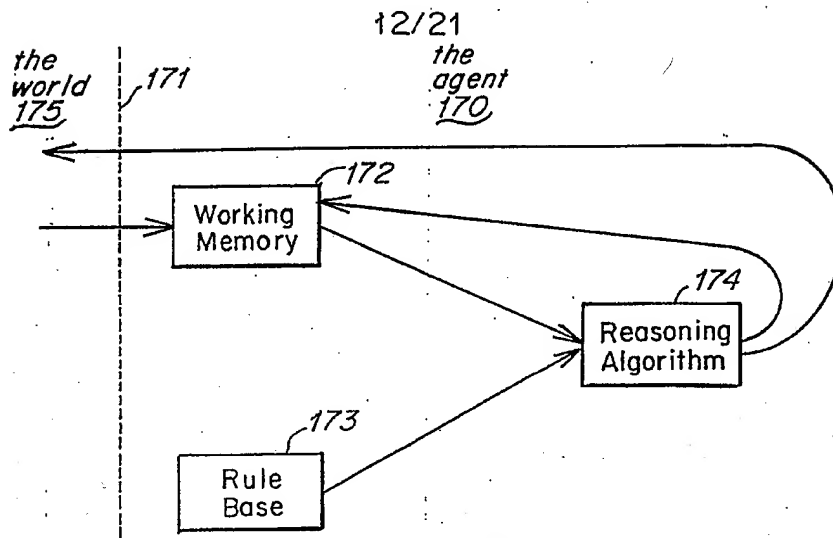 12/21
the
world
175
171
the
agent
170
172
Working
Memory
174
Reasoning
Algorithm
173
Rule
Base